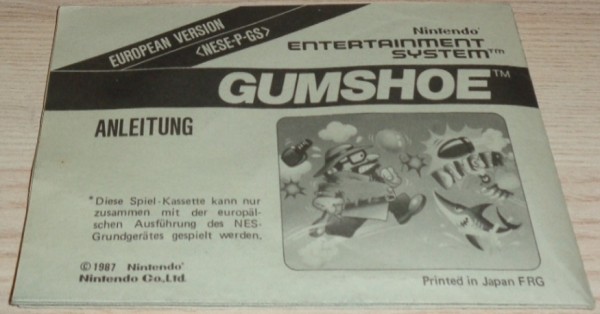 EUROPEAN VERSION
<NESE-P-GS>
Nintendo®
ENTERTAINMENT
SYSTEM™
GUMSHOE™
ANLEITUNG
DANGER
*Diese Spiel-Kassette kann nur
zusammen mit der europäi-
schen Ausführung des NES-
Grundgerätes gespielt werden.
© 1987 Nintendo®
Nintendo Co., Ltd.
Printed in Japan FRG